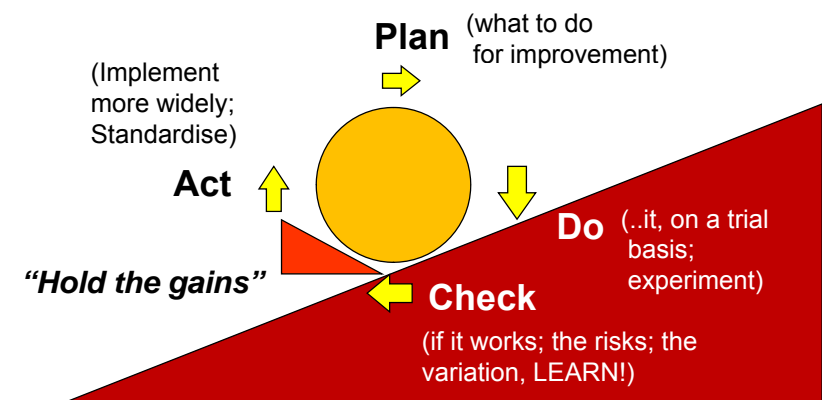 Plan
(what to do
for improvement)
(Implement
more widely;
Standardise)
Act
Do
(..it, on a trial
basis;
experiment)
“Hold the gains”
Check
(if it works; the risks; the
variation, LEARN!)